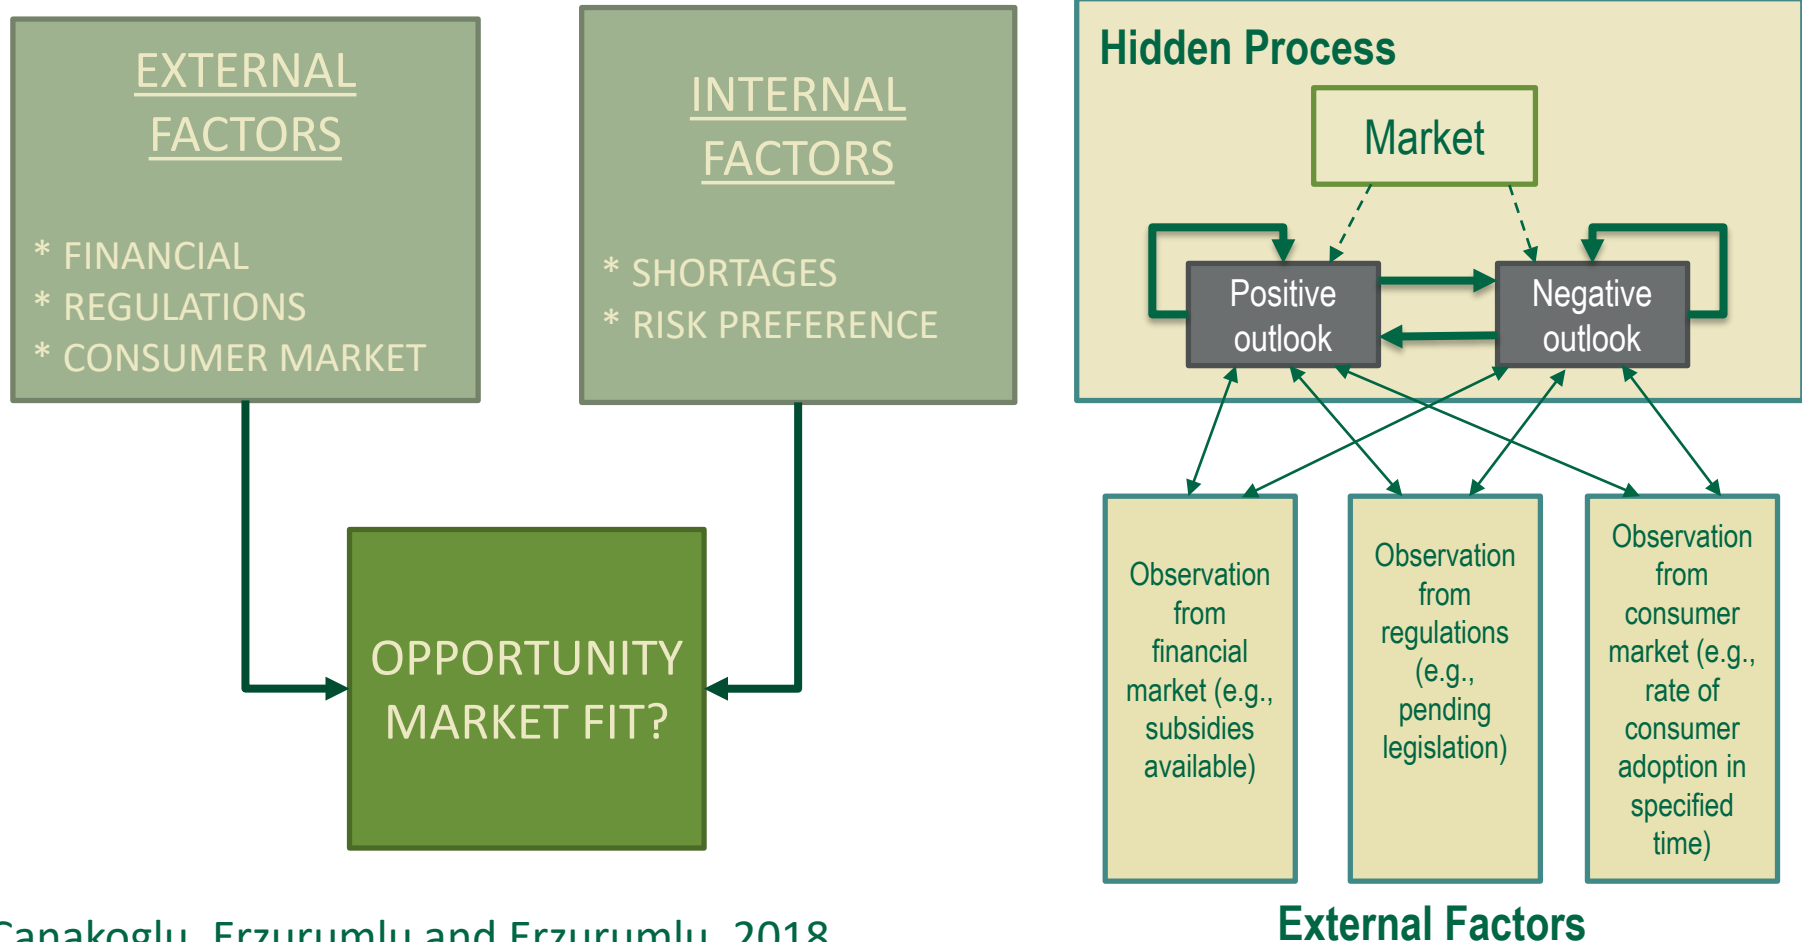 EXTERNAL
FACTORS
* FINANCIAL
* REGULATIONS
* CONSUMER MARKET
INTERNAL
FACTORS
* SHORTAGES
* RISK PREFERENCE
OPPORTUNITY
MARKET FIT?
Canakoglu, Erzurumlu and Erzurumlu, 2018
Hidden Process
Market
Positive
outlook
Negative
outlook
Observation
from
financial
market (e.g.,
subsidies
available)
Observation
from
regulations
(e.g.,
pending
legislation)
Observation
from
consumer
market (e.g.,
rate of
consumer
adoption in
specified
time)
External Factors